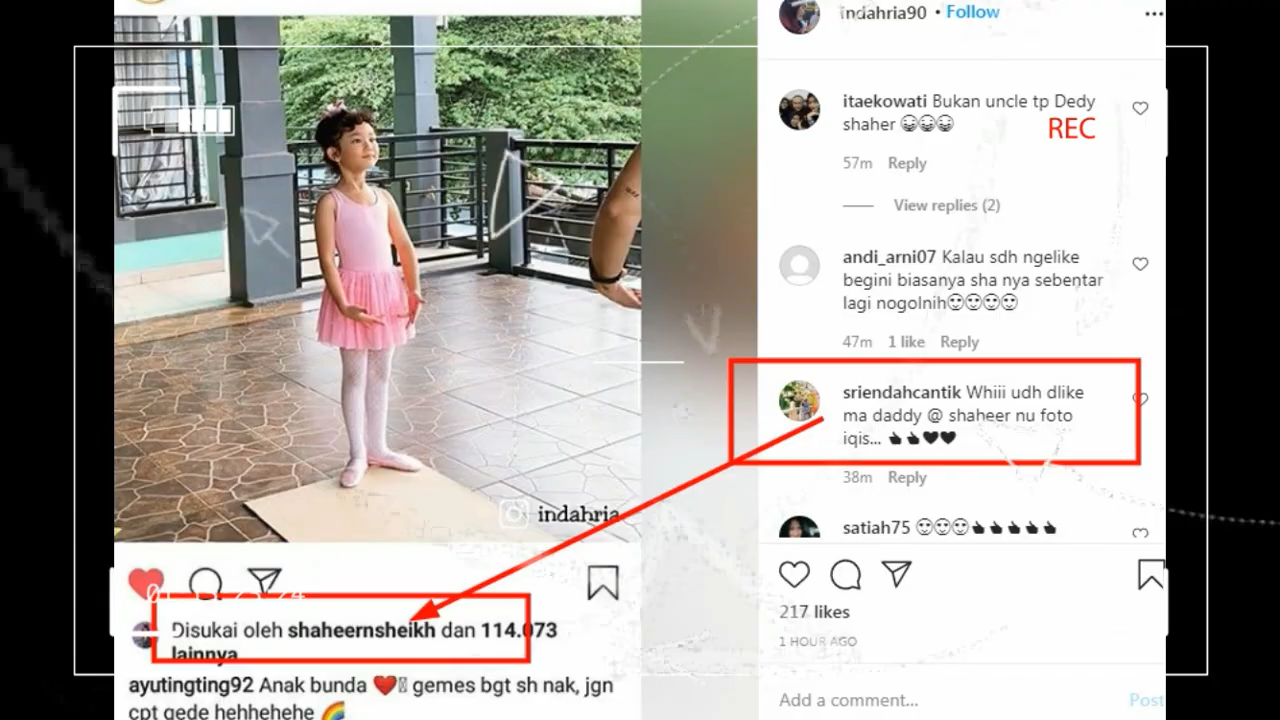 indahria
Disukai oleh shaheernsheikh dan 114.073
lainnya
ayutingting92 Anak bunda ❤️ gemes bgt sh nak, jgn
cpt gede hehhehehe 🌈
indahria90 • Follow
itaekowati Bukan uncle tp Dedy
shaher 😂😂😂
REC
57m Reply
View replies (2)
andi_arni07 Kalau sdh ngelike
begini biasanya sha nya sebentar
lagi nogolnih😍😍😍😍
47m 1 like Reply
sriendahcantik Whiii udh dlike
ma daddy @ shaheer nu foto
iqis... 👍👍🖤🖤
38m Reply
satiah75 😍😍😍👍👍👍👍👍
217 likes
1 HOUR AGO
Add a comment...
Post